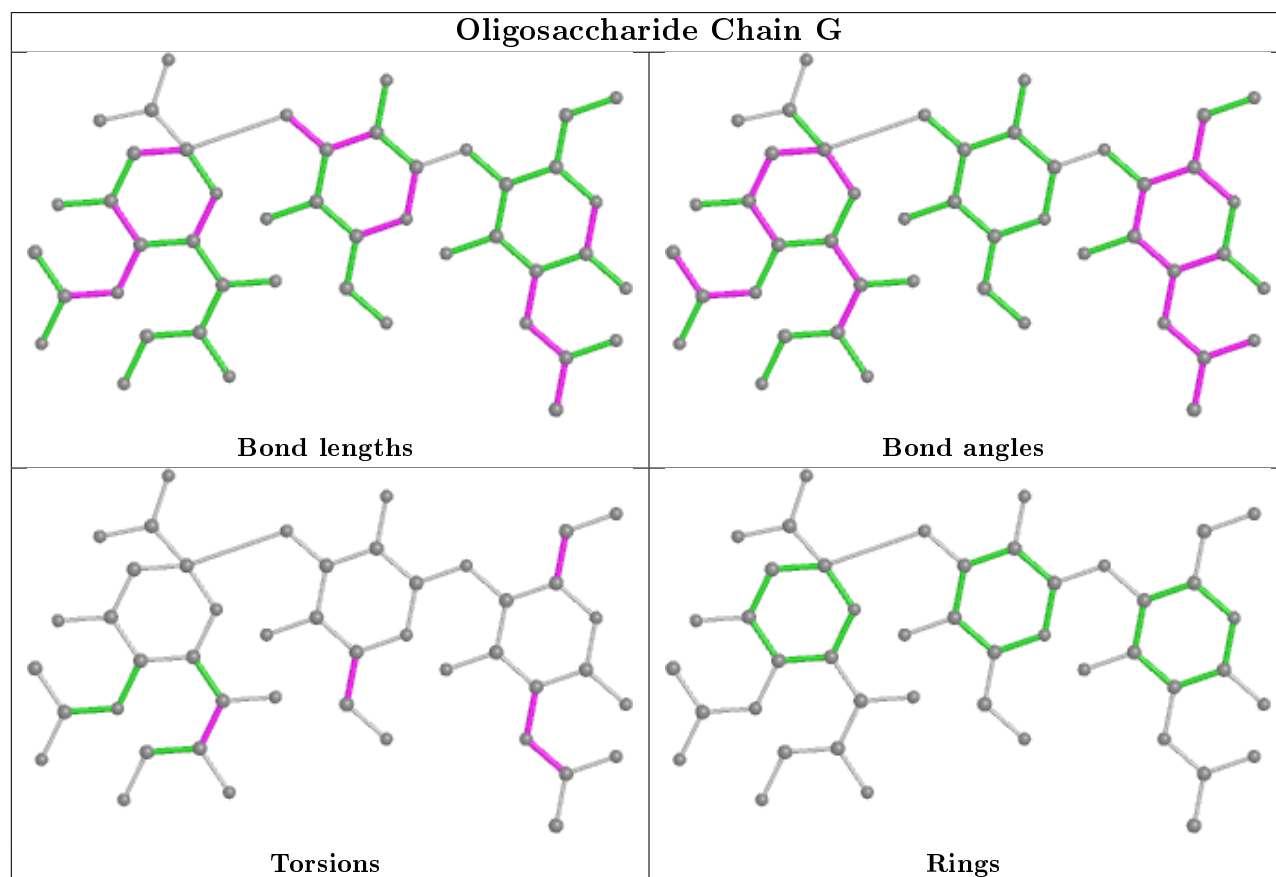 Oligosaccharide Chain G
Bond lengths
Bond angles
Torsions
Rings